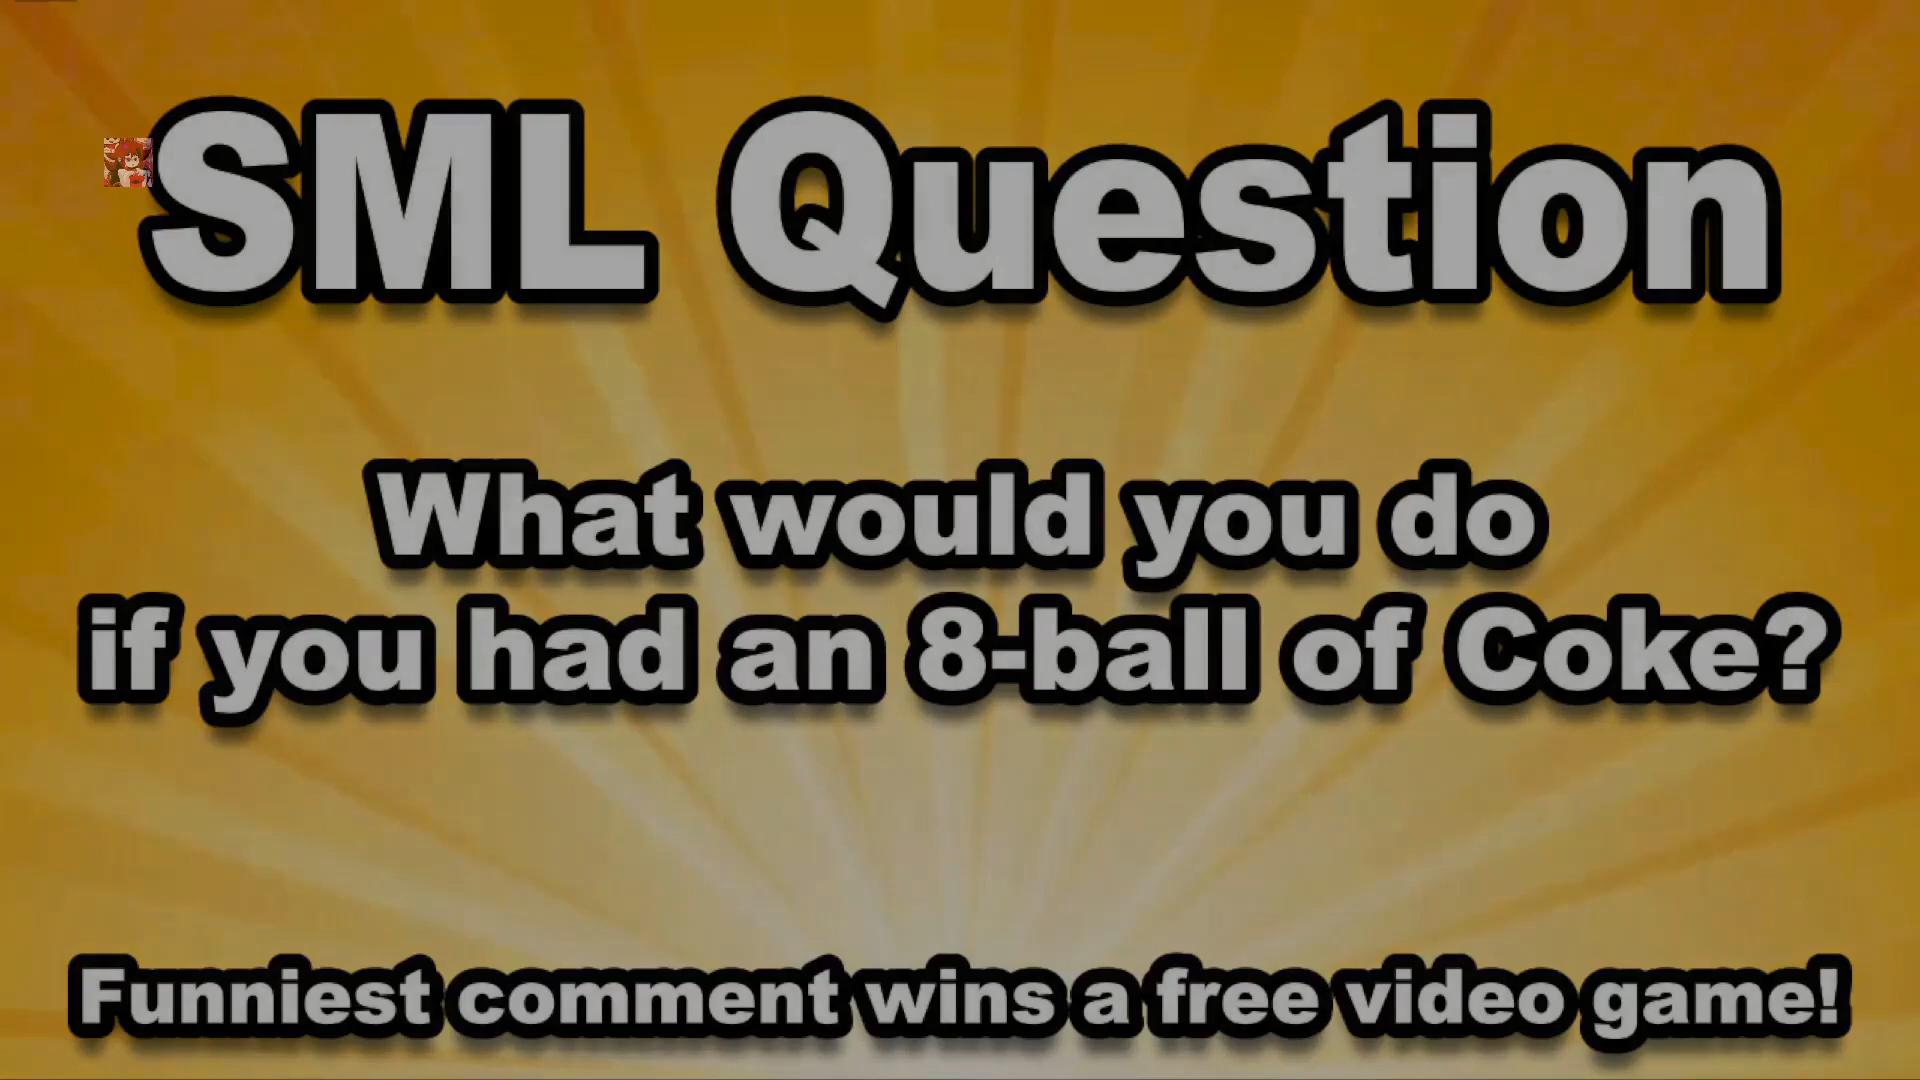 SML Question
What would you do
if you had an 8-ball of Coke?
Funniest comment wins a free video game!